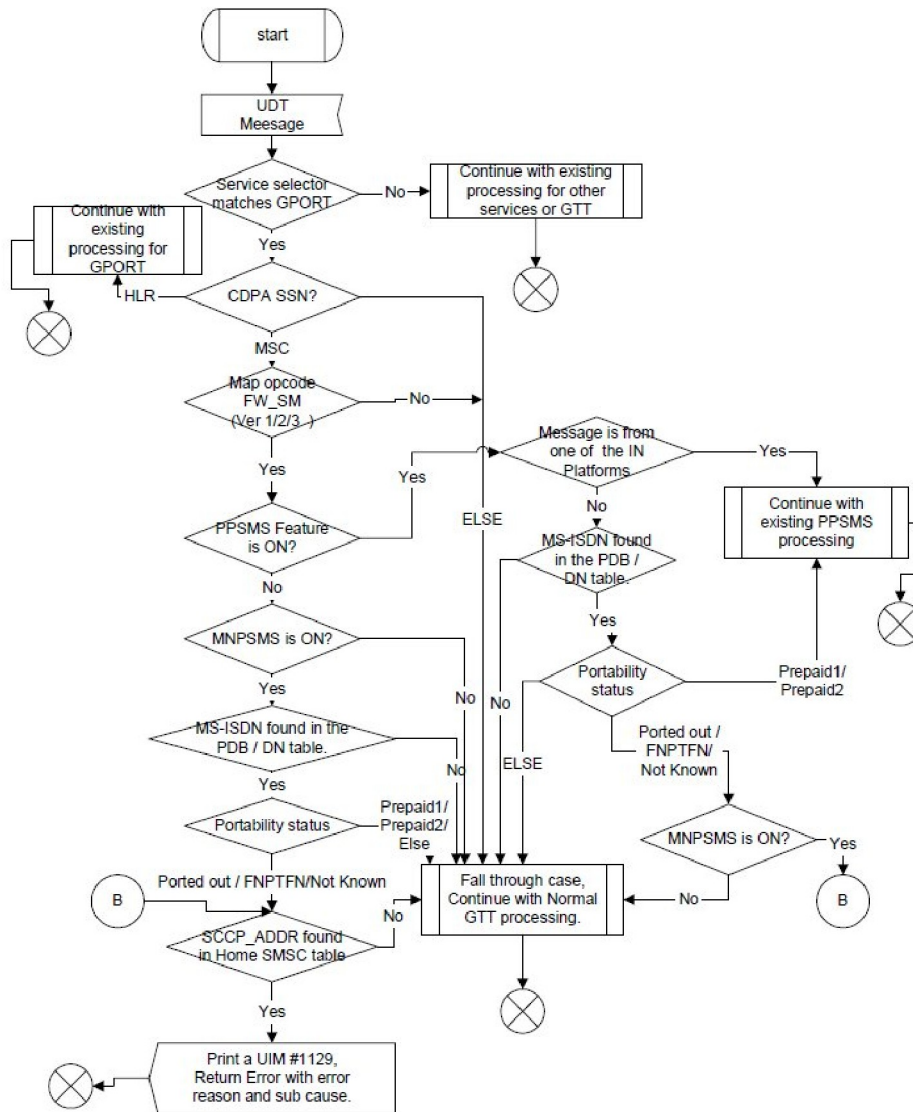 start
UDT
Meesage
Service selector
matches GPORT
No
Continue with existing
processing for other
services or GTT
Continue with
existing
processing for
GPORT
Yes
HLR
CDPA SSN?
MSC
Map opcode
FW_SM
(Ver 1/2/3 )
No
Message is from
one of the IN
Platforms
Yes
Yes
Yes
Continue with
existing PPSMS
processing
No
ELSE
PPSMS Feature
is ON?
MS-ISDN found
in the PDB /
DN table.
No
Yes
MNPSMS is ON?
Portability
status
Prepaid1/
Prepaid2
No
No
Yes
MS-ISDN found in the
PDB / DN table.
Ported out /
FNPTFN/
Not Known
ELSE
No
Yes
Portability status
Prepaid1/
Prepaid2/
Else
MNPSMS is ON?
Yes
Ported out / FNPTFN/Not Known
B
Fall through case,
Continue with Normal
GTT processing.
No
B
No
SCCP_ADDR found
in Home SMSC table
Yes
Print a UIM #1129,
Return Error with error
reason and sub cause.